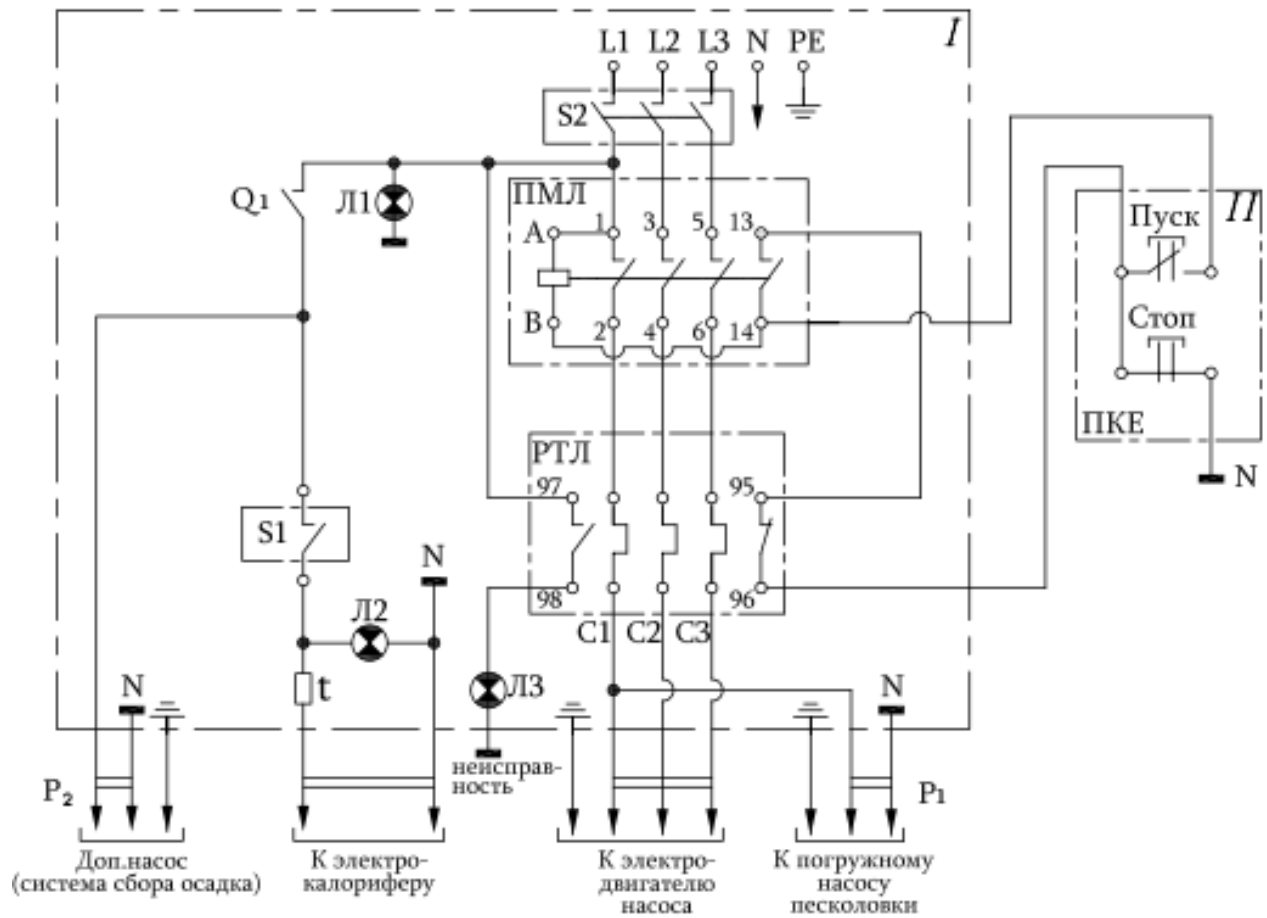 I
L1 L2 L3 N PE
S2
Q1
Л1
ПМЛ
A 1 3 5 13
B 2 4 6 14
II
Пуск
Стоп
ПКЕ
N
РТЛ
97 95
98 96
S1
N
Л2
C1 C2 C3
t
Л3
N
N
неисправ-
ность
P2
P1
Доп.насос
(система сбора осадка)
К электро-
калориферу
К электро-
двигателю
насоса
К погружному
насосу
песколовки